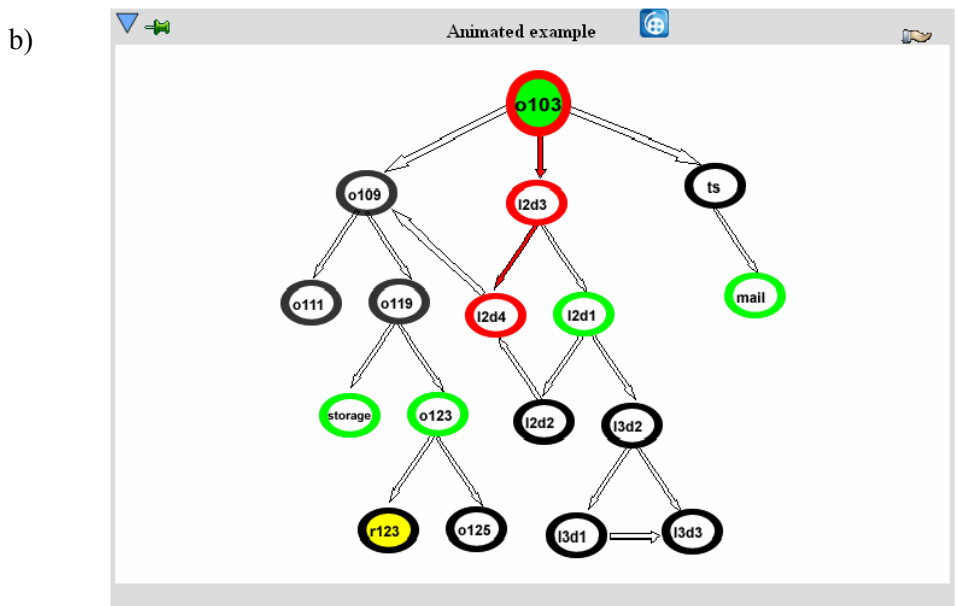 b)
Animated example
o103
o109
l2d3
ts
o111
o119
l2d4
l2d1
mail
storage
o123
l2d2
l3d2
r123
o125
l3d1
l3d3